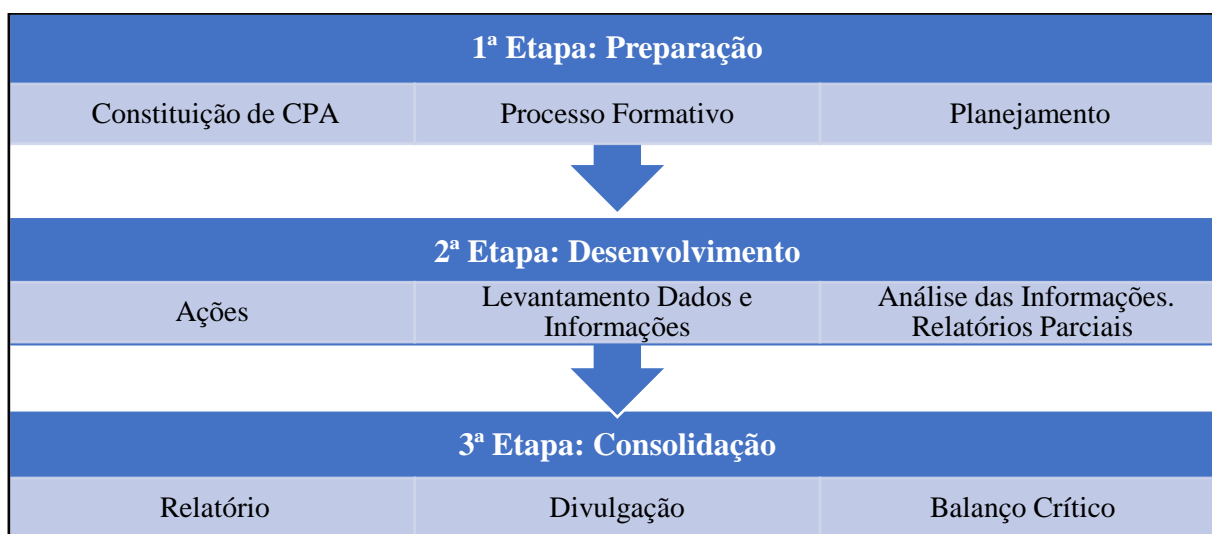 1ª Etapa: Preparação
Constituição de CPA
Processo Formativo
Planejamento
2ª Etapa: Desenvolvimento
Ações
Levantamento Dados e
Informações
Análise das Informações.
Relatórios Parciais
3ª Etapa: Consolidação
Relatório
Divulgação
Balanço Crítico